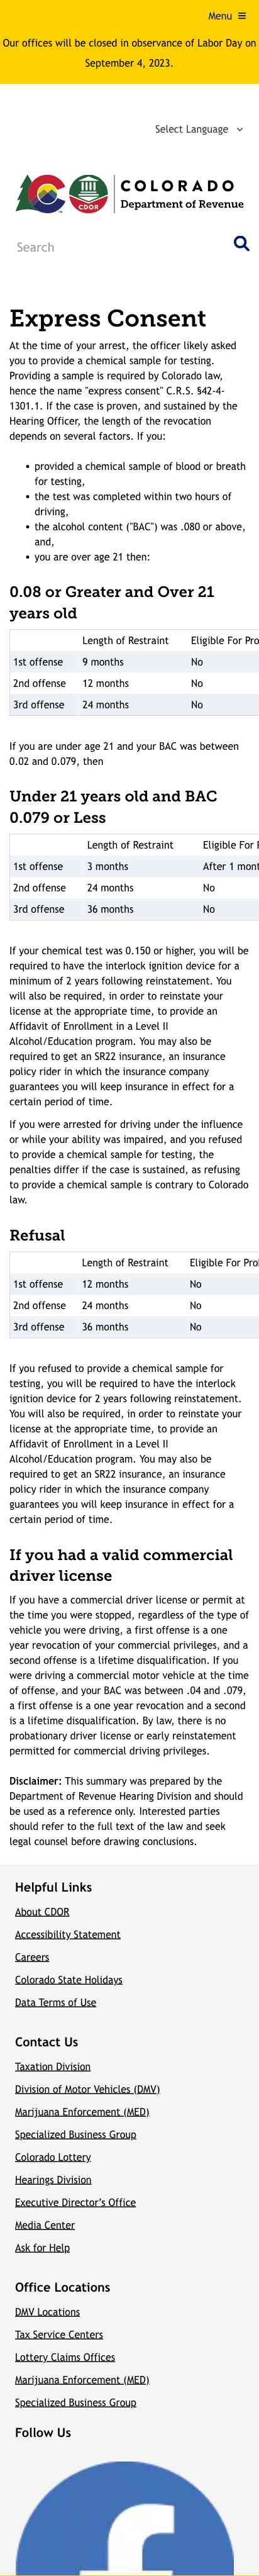 Menu ≡
Our offices will be closed in observance of Labor Day on
September 4, 2023.
Select Language
CDOR
COLORADO
Department of Revenue
Search
Express Consent
At the time of your arrest, the officer likely asked
you to provide a chemical sample for testing.
Providing a sample is required by Colorado law,
hence the name "express consent" C.R.S. §42-4-
1301.1. If the case is proven, and sustained by the
Hearing Officer, the length of the revocation
depends on several factors. If you:
• provided a chemical sample of blood or breath
for testing,
• the test was completed within two hours of
driving,
• the alcohol content ("BAC") was .080 or above,
and,
• you are over age 21 then:
0.08 or Greater and Over 21
years old
Length of Restraint Eligible For Pro
1st offense 9 months No
2nd offense 12 months No
3rd offense 24 months No
If you are under age 21 and your BAC was between
0.02 and 0.079, then
Under 21 years old and BAC
0.079 or Less
Length of Restraint Eligible For P
1st offense 3 months After 1 mont
2nd offense 24 months No
3rd offense 36 months No
If your chemical test was 0.150 or higher, you will be
required to have the interlock ignition device for a
minimum of 2 years following reinstatement. You
will also be required, in order to reinstate your
license at the appropriate time, to provide an
Affidavit of Enrollment in a Level II
Alcohol/Education program. You may also be
required to get an SR22 insurance, an insurance
policy rider in which the insurance company
guarantees you will keep insurance in effect for a
certain period of time.
If you were arrested for driving under the influence
or while your ability was impaired, and you refused
to provide a chemical sample for testing, the
penalties differ if the case is sustained, as refusing
to provide a chemical sample is contrary to Colorado
law.
Refusal
Length of Restraint Eligible For Prob
1st offense 12 months No
2nd offense 24 months No
3rd offense 36 months No
If you refused to provide a chemical sample for
testing, you will be required to have the interlock
ignition device for 2 years following reinstatement.
You will also be required, in order to reinstate your
license at the appropriate time, to provide an
Affidavit of Enrollment in a Level II
Alcohol/Education program. You may also be
required to get an SR22 insurance, an insurance
policy rider in which the insurance company
guarantees you will keep insurance in effect for a
certain period of time.
If you had a valid commercial
driver license
If you have a commercial driver license or permit at
the time you were stopped, regardless of the type of
vehicle you were driving, a first offense is a one
year revocation of your commercial privileges, and a
second offense is a lifetime disqualification. If you
were driving a commercial motor vehicle at the time
of offense, and your BAC was between .04 and .079,
a first offense is a one year revocation and a second
is a lifetime disqualification. By law, there is no
probationary driver license or early reinstatement
permitted for commercial driving privileges.
Disclaimer: This summary was prepared by the
Department of Revenue Hearing Division and should
be used as a reference only. Interested parties
should refer to the full text of the law and seek
legal counsel before drawing conclusions.
Helpful Links
About CDOR
Accessibility Statement
Careers
Colorado State Holidays
Data Terms of Use
Contact Us
Taxation Division
Division of Motor Vehicles (DMV)
Marijuana Enforcement (MED)
Specialized Business Group
Colorado Lottery
Hearings Division
Executive Director's Office
Media Center
Ask for Help
Office Locations
DMV Locations
Tax Service Centers
Lottery Claims Offices
Marijuana Enforcement (MED)
Specialized Business Group
Follow Us